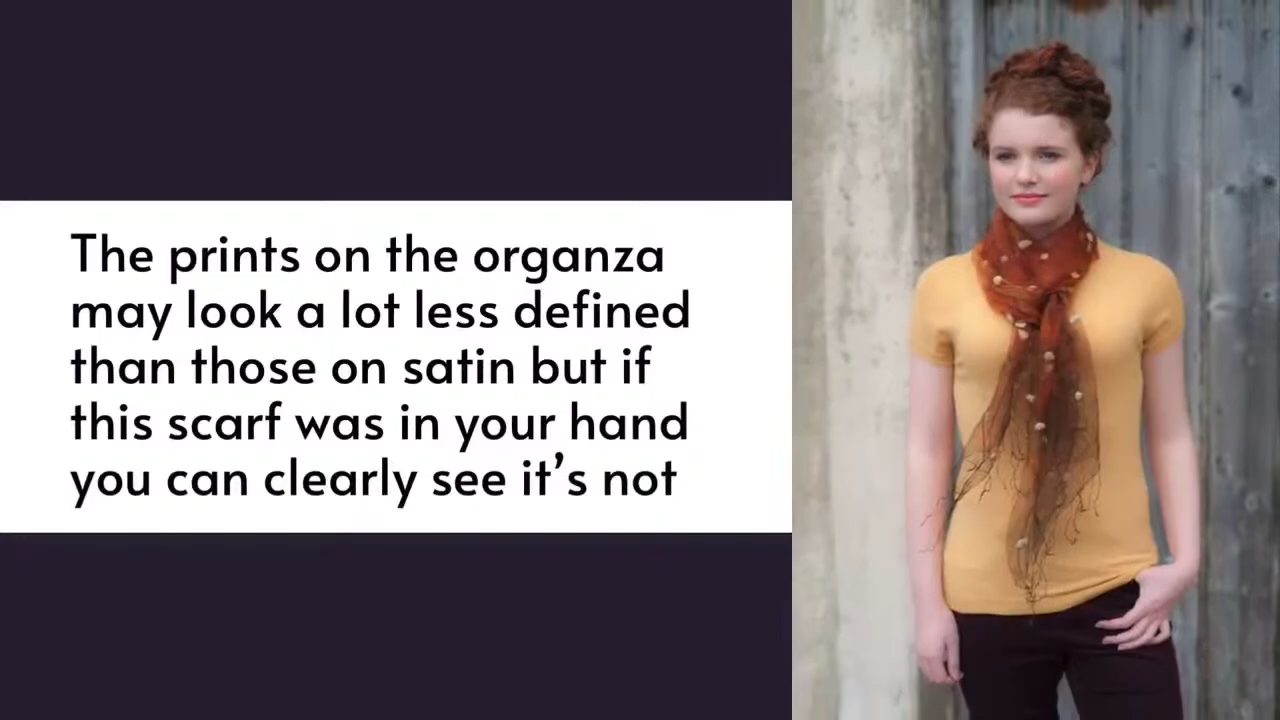 The prints on the organza
may look a lot less defined
than those on satin but if
this scarf was in your hand
you can clearly see it’s not